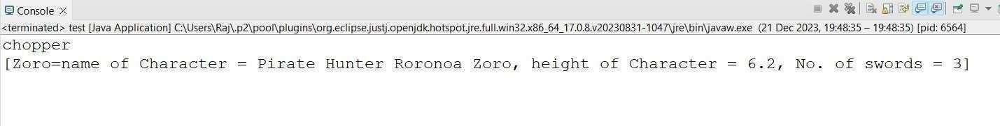 Console
<terminated> test [Java Application] C:\Users\Raj\.p2\pool\plugins\org.eclipse.justj.openjdk.hotspot.jre.full.win32.x86_64_17.0.8.v20230831-1047\jre\bin\javaw.exe (21 Dec 2023, 19:48:35 – 19:48:35) [pid: 6564]
chopper
[Zoro=name of Character = Pirate Hunter Roronoa Zoro, height of Character = 6.2, No. of swords = 3]